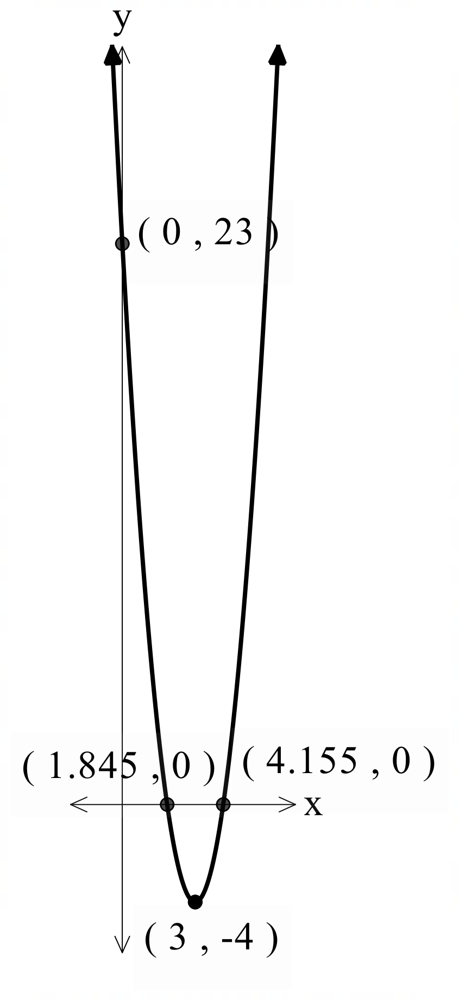 y
( 0 , 23 )
( 1.845 , 0 )
( 4.155 , 0 )
x
( 3 , -4 )